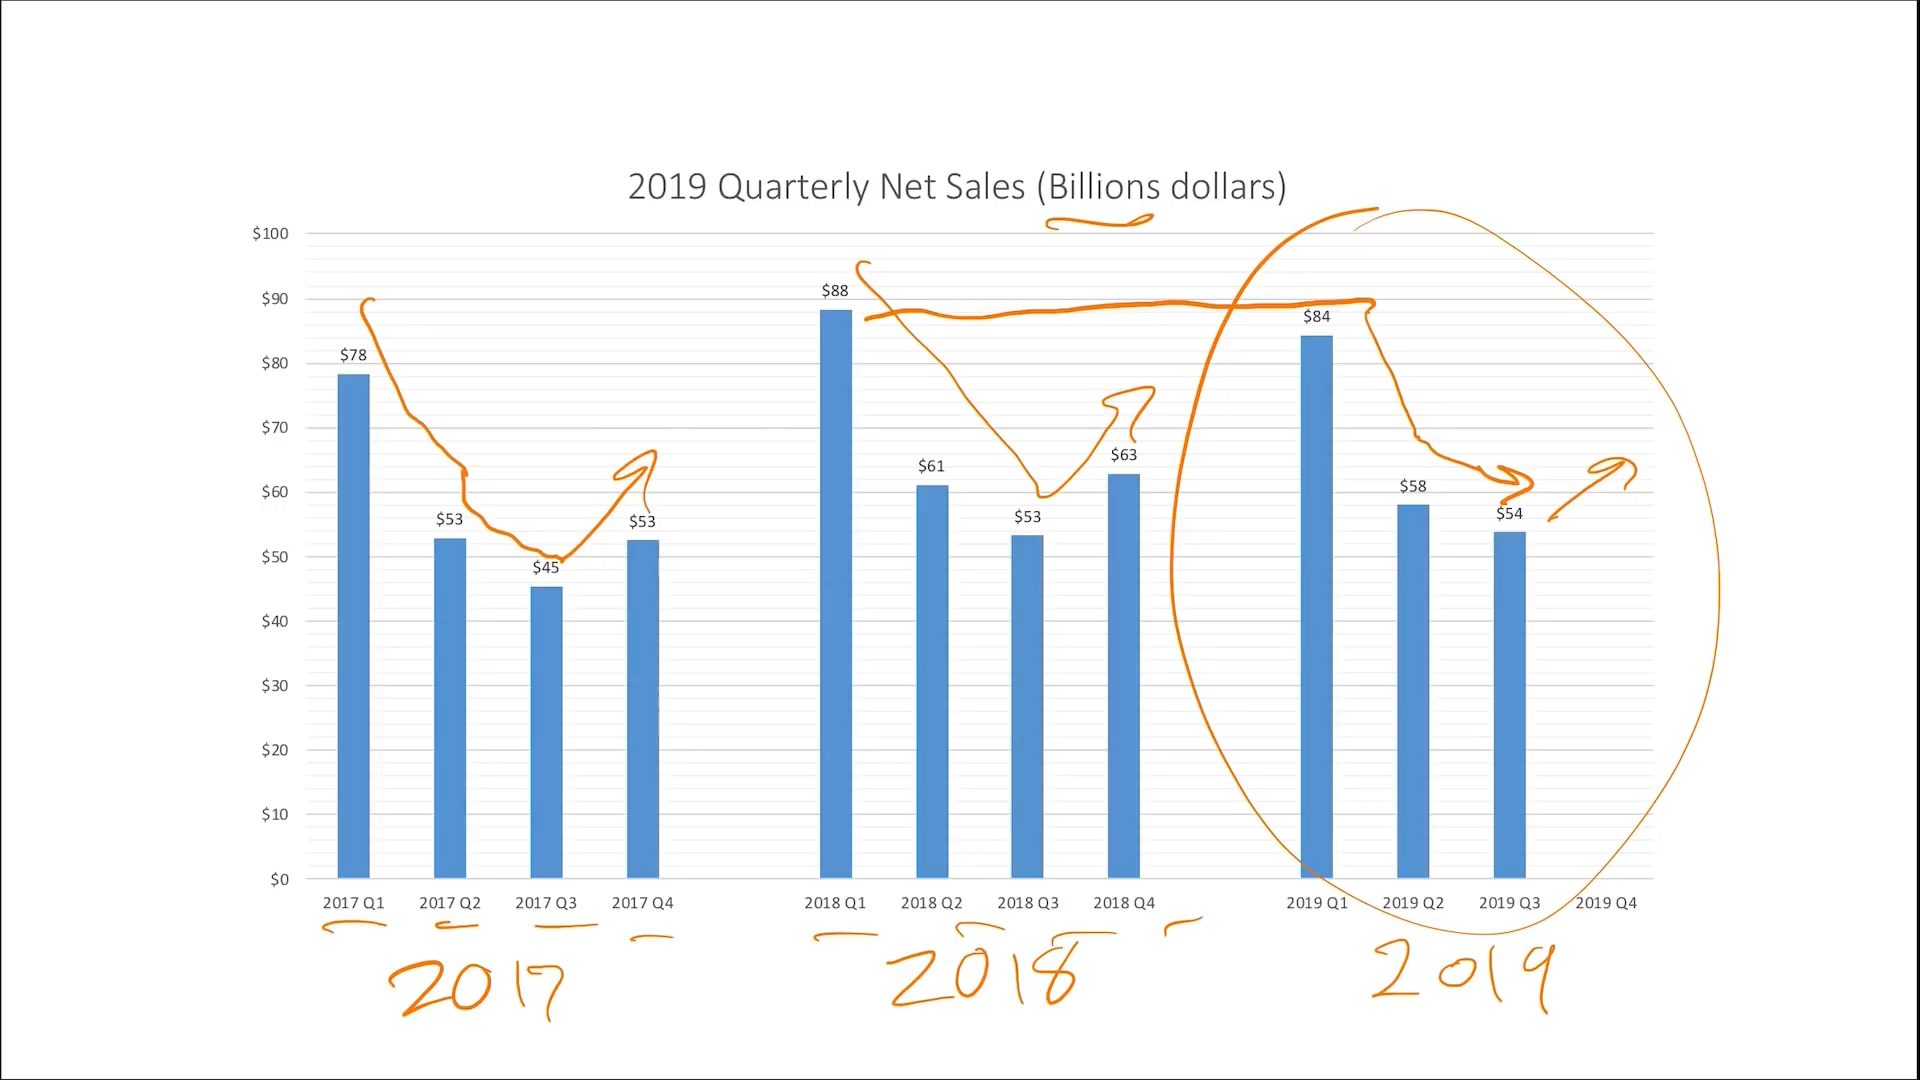 2019 Quarterly Net Sales (Billions dollars)
$100
$90
$80
$70
$60
$50
$40
$30
$20
$10
$0
$78
$53
$45
$53
$88
$61
$53
$63
$84
$58
$54
2017 Q1
2017 Q2
2017 Q3
2017 Q4
2018 Q1
2018 Q2
2018 Q3
2018 Q4
2019 Q1
2019 Q2
2019 Q3
2019 Q4
2017
2018
2019